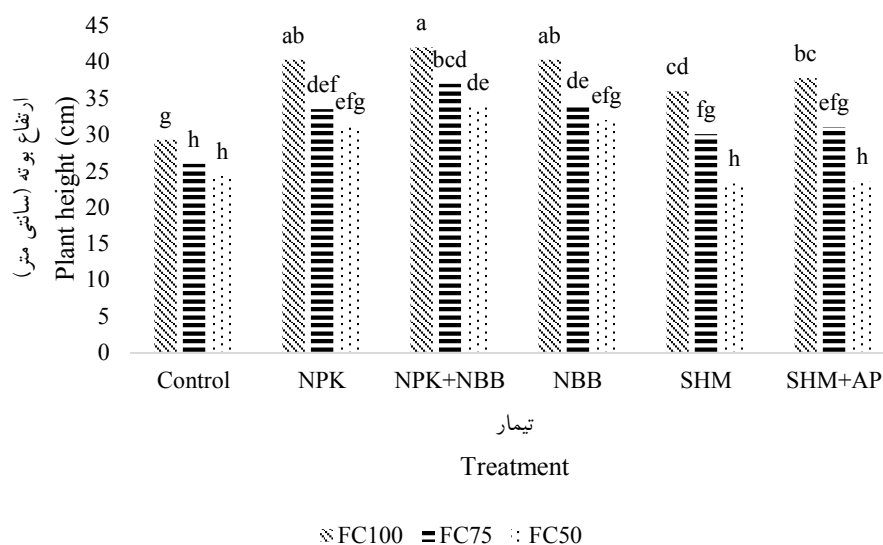 ارتفاع بوته (سانتی متر)
Plant height (cm)
45
40
35
30
25
20
15
10
5
0
g
h
h
ab
def
efg
a
bcd
de
ab
de
efg
cd
fg
h
bc
efg
h
Control
NPK
NPK+NBB
NBB
SHM
SHM+AP
تیمار
Treatment
FC100 FC75 FC50